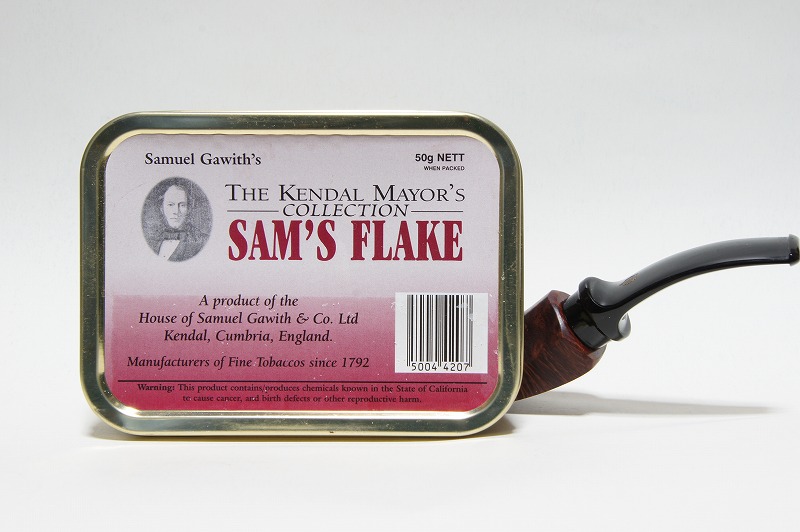 Samuel Gawith's
50g NETT
WHEN PACKED
THE KENDAL MAYOR'S
COLLECTION
SAM'S FLAKE
A product of the
House of Samuel Gawith & Co. Ltd
Kendal, Cumbria, England.
Manufacturers of Fine Tobaccos since 1792
5004 4207
Warning: This product contains/produces chemicals known in the State of California
to cause cancer, and birth defects or other reproductive harm.